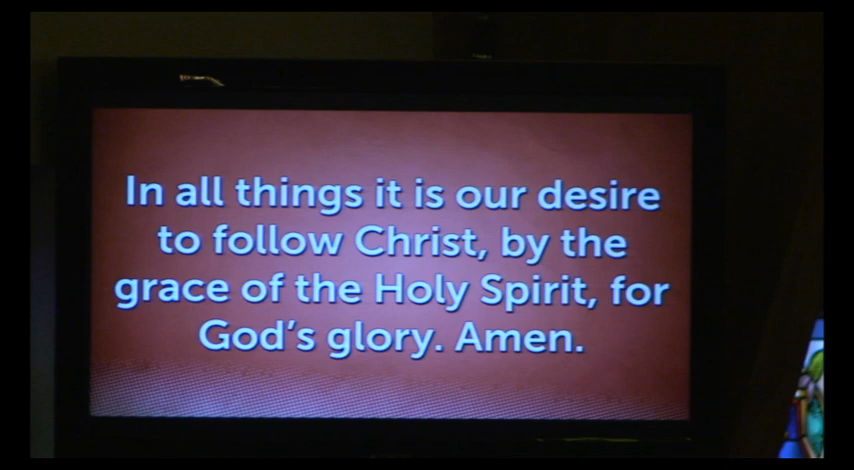 In all things it is our desire
to follow Christ, by the
grace of the Holy Spirit, for
God's glory. Amen.